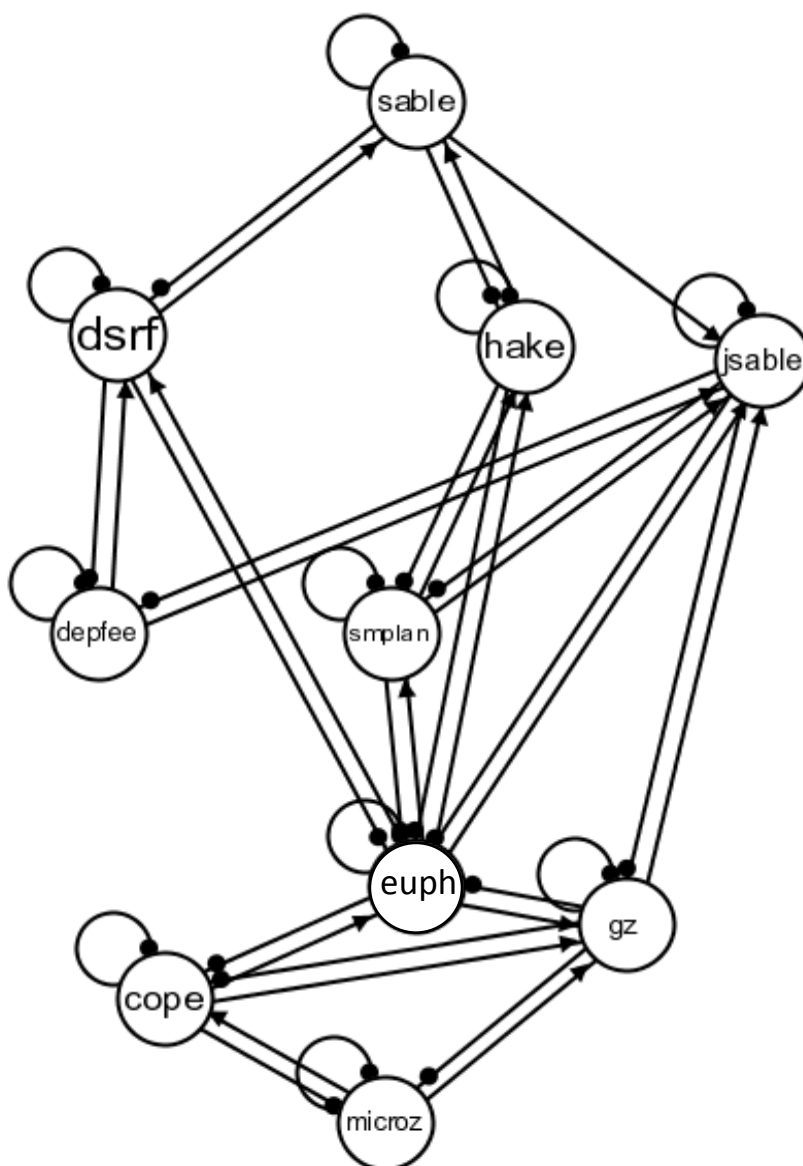 sable
dsrf
hake
jsable
depfee
smplan
euph
gz
cope
microz